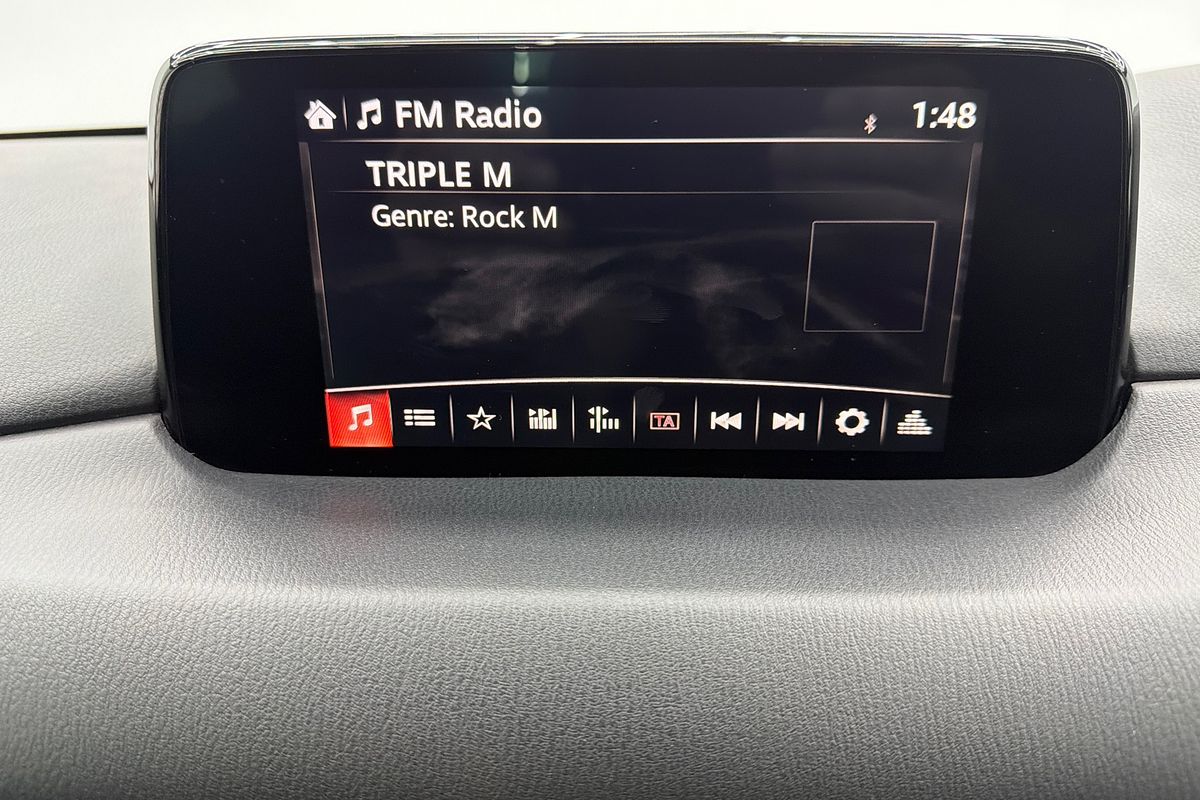 FM Radio 1:48
TRIPLE M
Genre: Rock M
TA